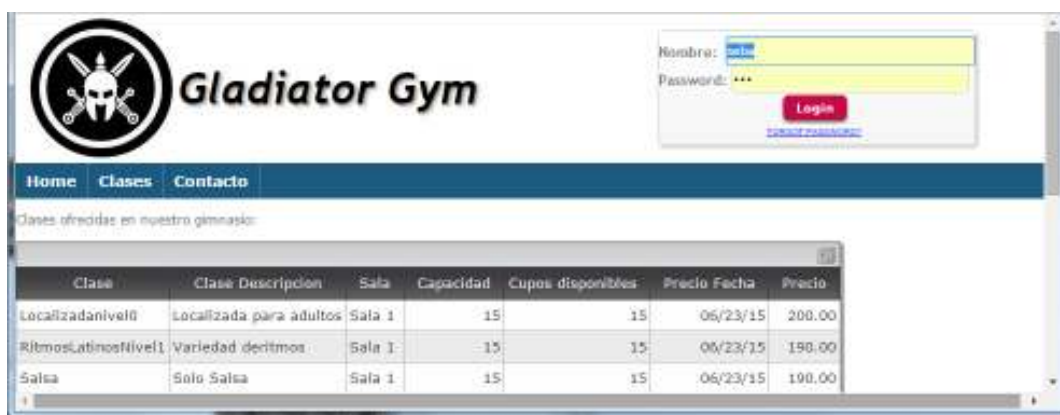 Gladiator Gym
Nombre: seba
Password: •••
Login
FORGOT PASSWORD?
Home Clases Contacto
Clases ofrecidas en nuestro gimnasio:
Clase Clase Descripcion Sala Capacidad Cupos disponibles Precio Fecha Precio
Localizadanivel0 Localizada para adultos Sala 1 15 15 06/23/15 200.00
RitmosLatinosNivel1 Variedad deritmos Sala 1 15 15 06/23/15 190.00
Salsa Solo Salsa Sala 1 15 15 06/23/15 190.00